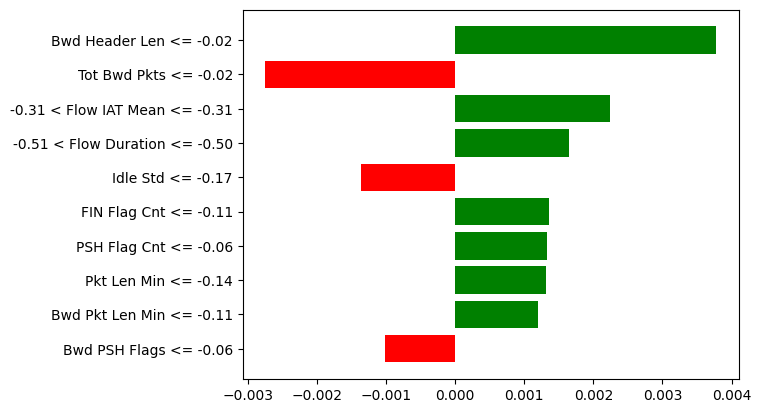 Bwd Header Len <= -0.02
Tot Bwd Pkts <= -0.02
-0.31 < Flow IAT Mean <= -0.31
-0.51 < Flow Duration <= -0.50
Idle Std <= -0.17
FIN Flag Cnt <= -0.11
PSH Flag Cnt <= -0.06
Pkt Len Min <= -0.14
Bwd Pkt Len Min <= -0.11
Bwd PSH Flags <= -0.06
−0.003 −0.002 −0.001 0.000 0.001 0.002 0.003 0.004